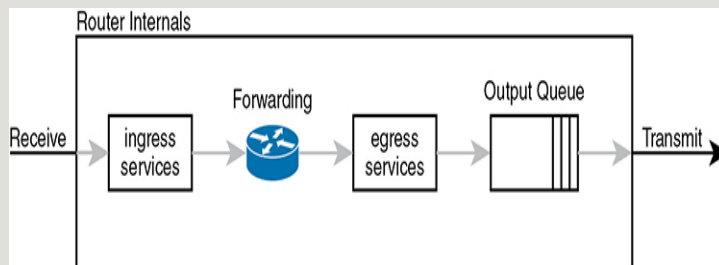 Router Internals
Forwarding
Output Queue
Receive
ingress
services
egress
services
Transmit